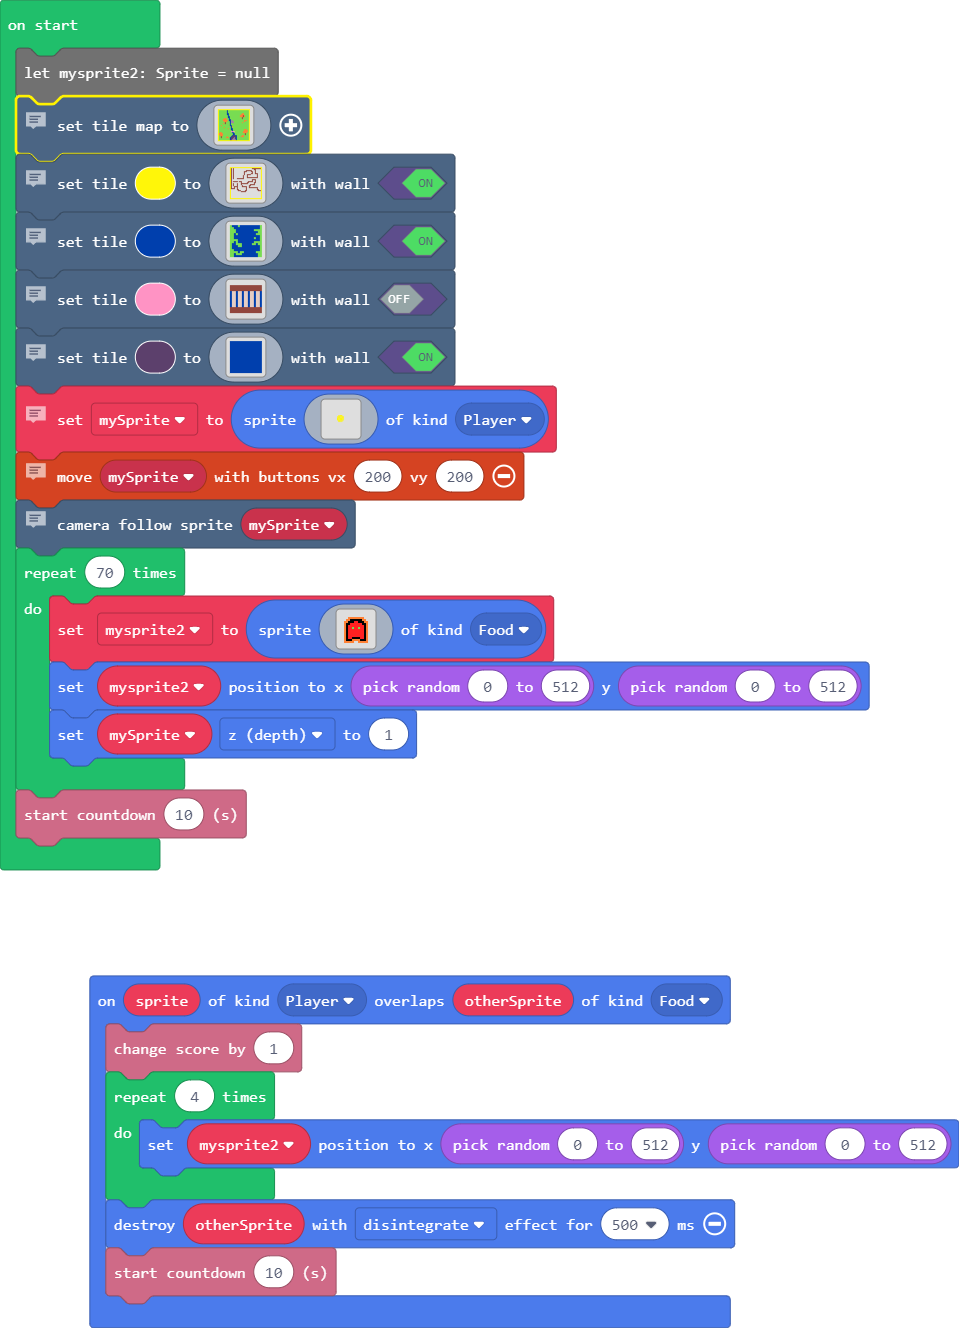 on start
let mysprite2: Sprite = null
set tile map to
set tile to with wall ON
set tile to with wall ON
set tile to with wall OFF
set tile to with wall ON
set mySprite to sprite of kind Player
move mySprite with buttons vx 200 vy 200
camera follow sprite mySprite
repeat 70 times
do
set mysprite2 to sprite of kind Food
set mysprite2 position to x pick random 0 to 512 y pick random 0 to 512
set mySprite z (depth) to 1
start countdown 10 (s)
on sprite of kind Player overlaps otherSprite of kind Food
change score by 1
repeat 4 times
do
set mysprite2 position to x pick random 0 to 512 y pick random 0 to 512
destroy otherSprite with disintegrate effect for 500 ms
start countdown 10 (s)